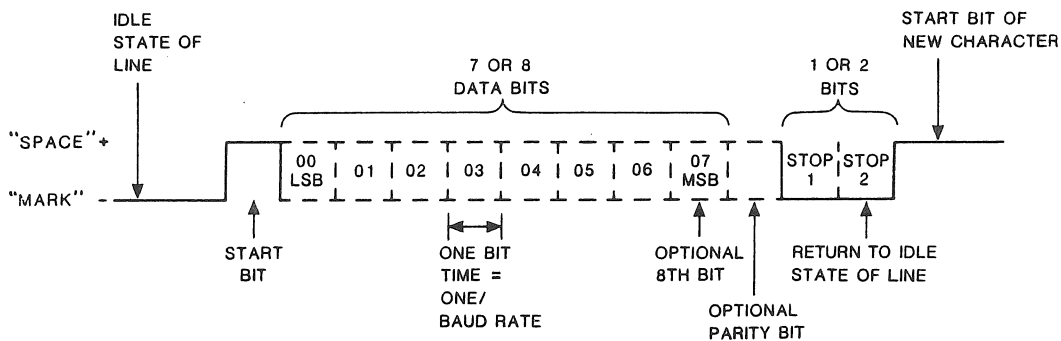 IDLE
STATE OF
LINE
START BIT OF
NEW CHARACTER
7 OR 8
DATA BITS
1 OR 2
BITS
"SPACE" +
"MARK" -
00
LSB
01
02
03
04
05
06
07
MSB
STOP
1
STOP
2
START
BIT
ONE BIT
TIME =
ONE/
BAUD RATE
OPTIONAL
8TH BIT
OPTIONAL
PARITY BIT
RETURN TO IDLE
STATE OF LINE